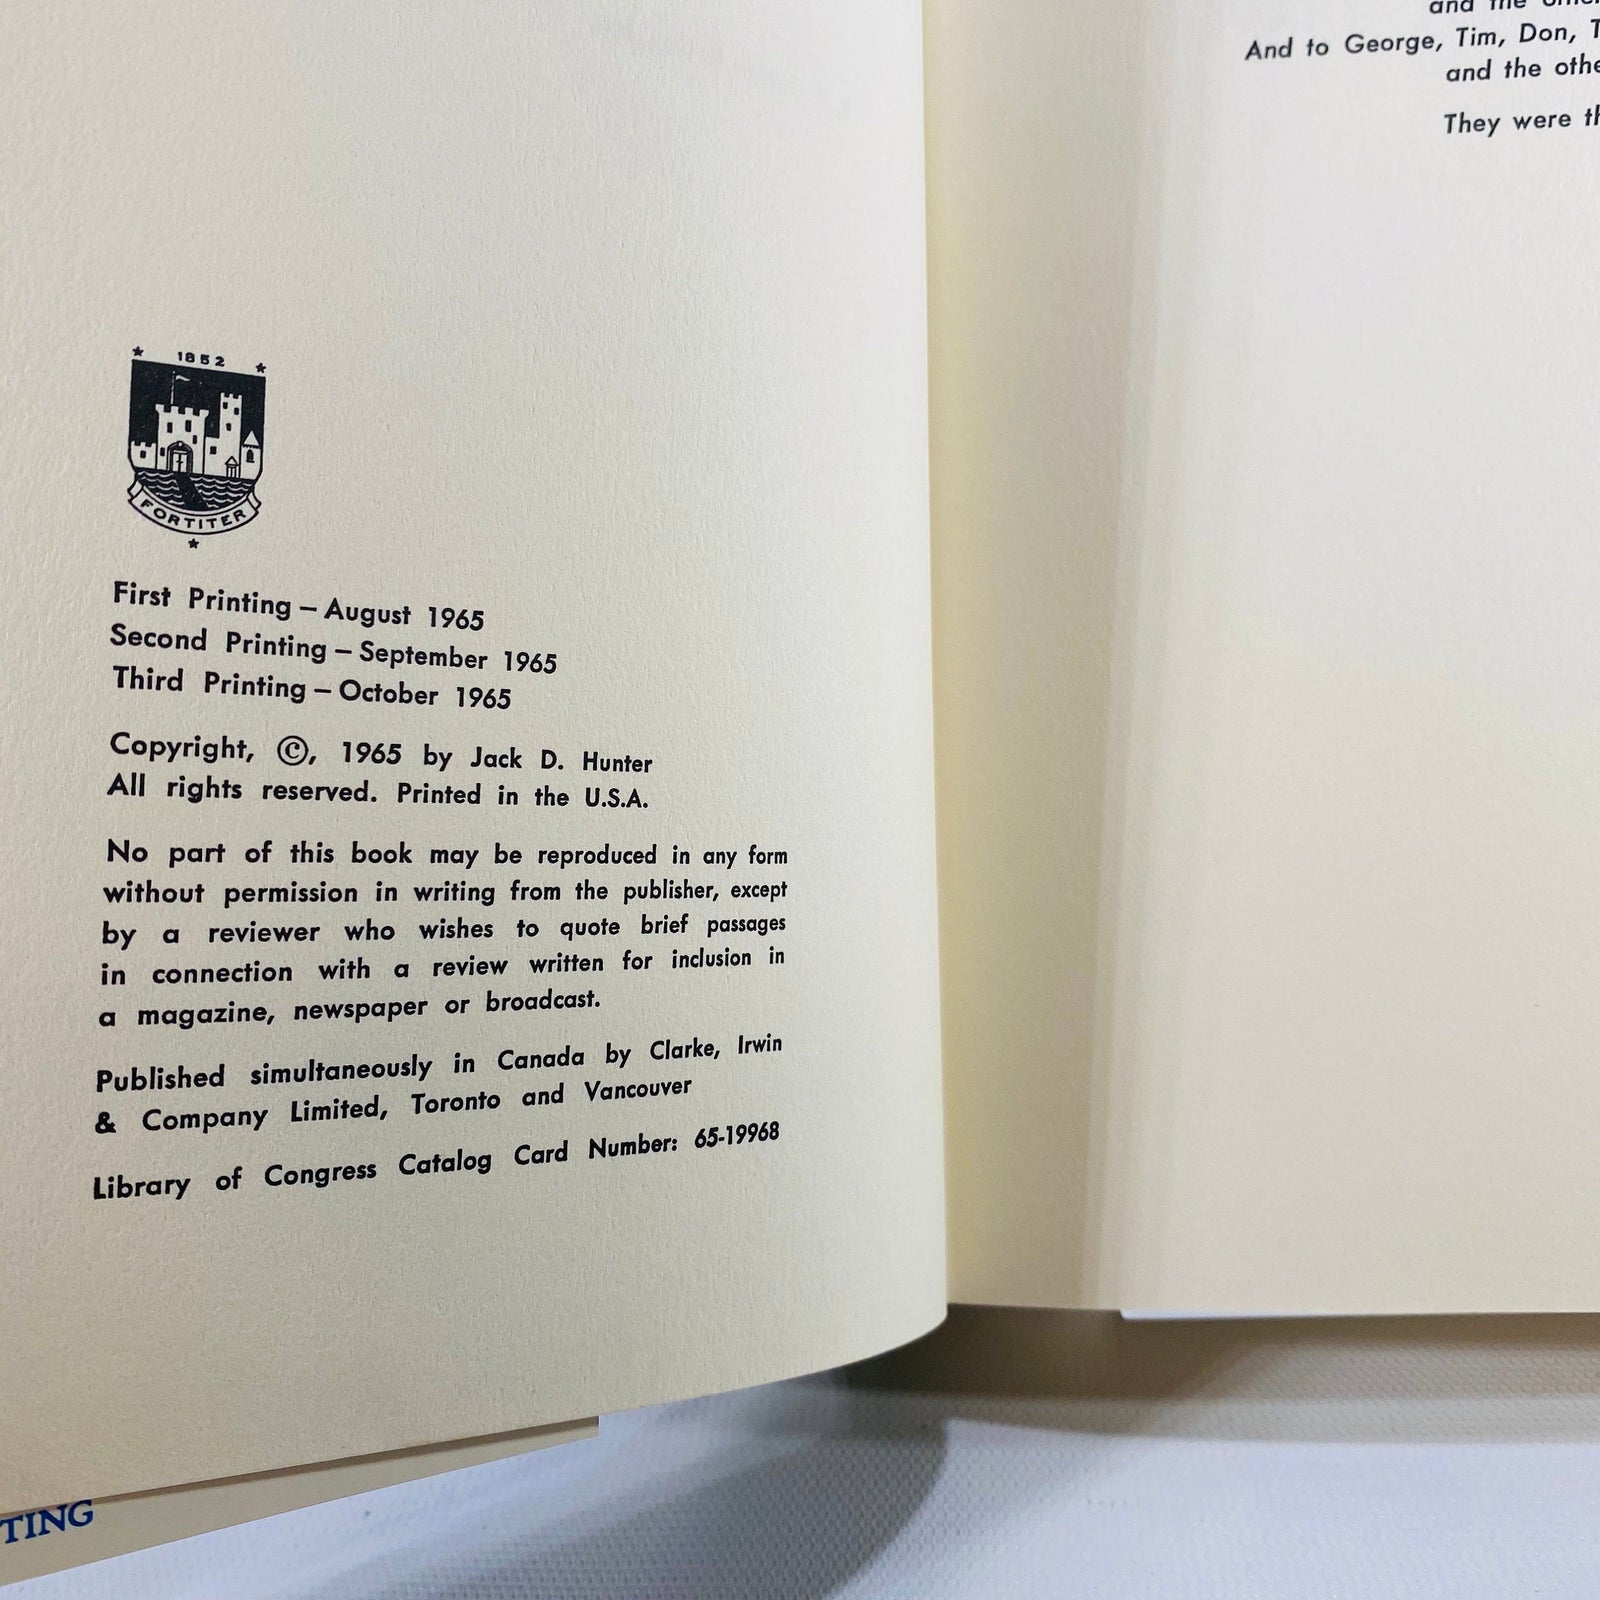 1852
FORTITER
First Printing – August 1965
Second Printing – September 1965
Third Printing – October 1965
Copyright, ©, 1965 by Jack D. Hunter
All rights reserved. Printed in the U.S.A.
No part of this book may be reproduced in any form
without permission in writing from the publisher, except
by a reviewer who wishes to quote brief passages
in connection with a review written for inclusion in
a magazine, newspaper or broadcast.
Published simultaneously in Canada by Clarke, Irwin
& Company Limited, Toronto and Vancouver
Library of Congress Catalog Card Number: 65-19968
TING
and the
And to George, Tim, Don,
and the
They were